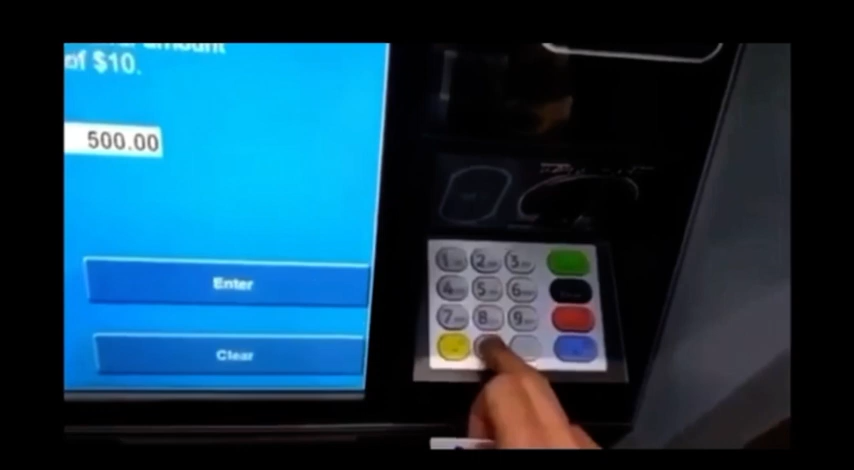 amount
of $10.
500.00
Enter
Clear
1 2 3
4 5 6
7 8 9